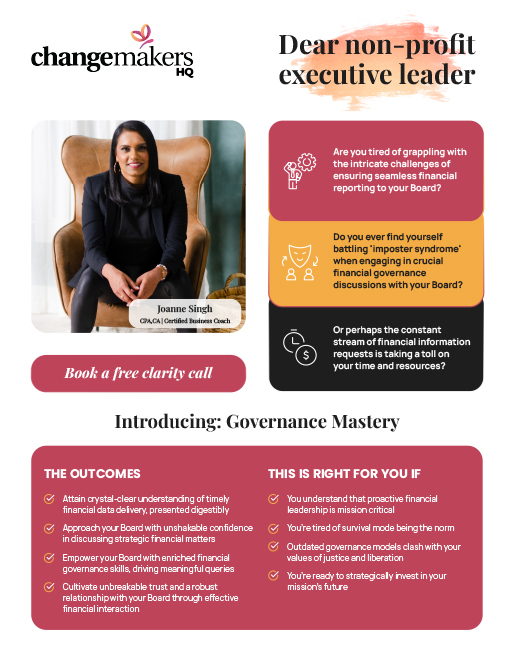 changemakers
HQ
Dear non-profit
executive leader
Joanne Singh
CPA,CA | Certified Business Coach
Book a free clarity call
Are you tired of grappling with
the intricate challenges of
ensuring seamless financial
reporting to your Board?
Do you ever find yourself
battling 'imposter syndrome'
when engaging in crucial
financial governance
discussions with your Board?
Or perhaps the constant
stream of financial information
requests is taking a toll on
your time and resources?
$
Introducing: Governance Mastery
THE OUTCOMES
Attain crystal-clear understanding of timely
financial data delivery, presented digestibly
Approach your Board with unshakable confidence
in discussing strategic financial matters
Empower your Board with enriched financial
governance skills, driving meaningful queries
Cultivate unbreakable trust and a robust
relationship with your Board through effective
financial interaction
THIS IS RIGHT FOR YOU IF
You understand that proactive financial
leadership is mission critical
You're tired of survival mode being the norm
Outdated governance models clash with your
values of justice and liberation
You're ready to strategically invest in your
mission's future